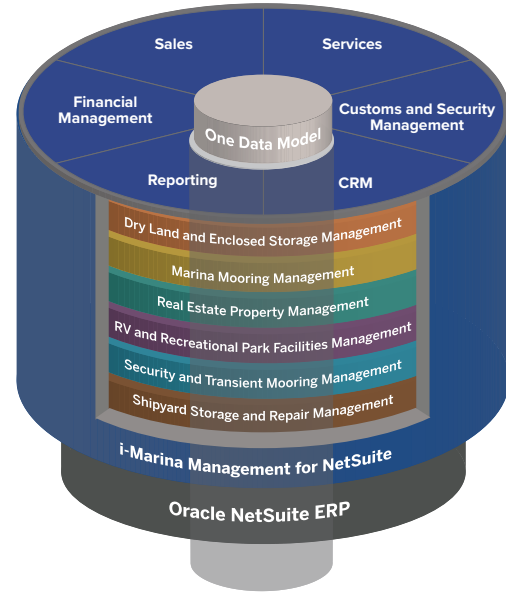 Sales
Services
Financial
Management
Customs and Security
Management
One Data Model
Reporting
CRM
Dry Land and Enclosed Storage Management
Marina Mooring Management
Real Estate Property Management
RV and Recreational Park Facilities Management
Security and Transient Mooring Management
Shipyard Storage and Repair Management
i-Marina Management for NetSuite
Oracle NetSuite ERP